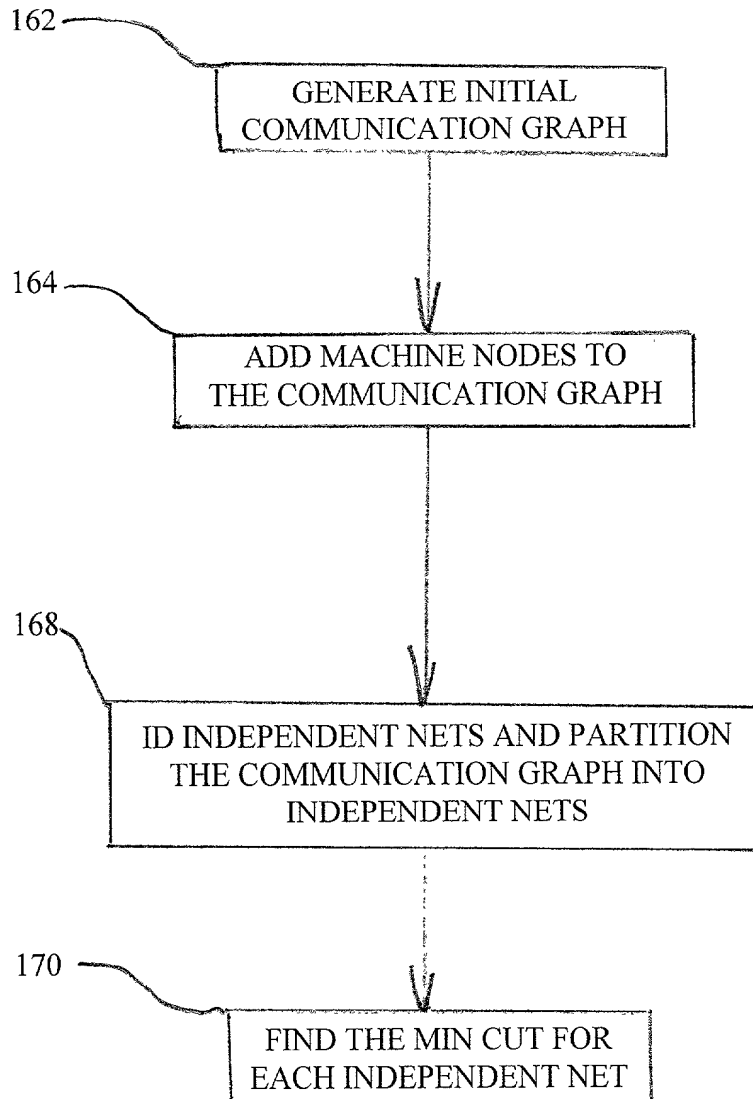 162
GENERATE INITIAL
COMMUNICATION GRAPH
164
ADD MACHINE NODES TO
THE COMMUNICATION GRAPH
168
ID INDEPENDENT NETS AND PARTITION
THE COMMUNICATION GRAPH INTO
INDEPENDENT NETS
170
FIND THE MIN CUT FOR
EACH INDEPENDENT NET